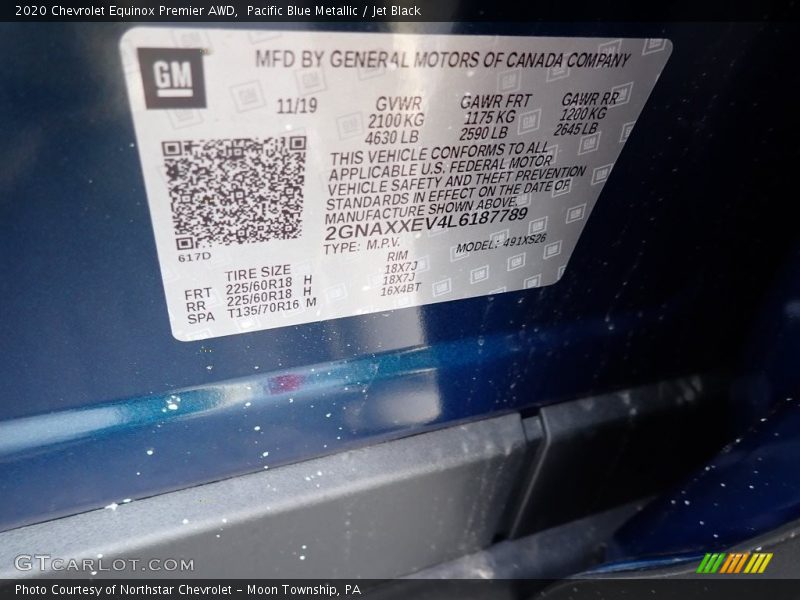 2020 Chevrolet Equinox Premier AWD, Pacific Blue Metallic / Jet Black
GM
MFD BY GENERAL MOTORS OF CANADA COMPANY
11/19 GVWR GAWR FRT GAWR RR
2100 KG 1175 KG 1200 KG
4630 LB 2590 LB 2645 LB
THIS VEHICLE CONFORMS TO ALL
APPLICABLE U.S. FEDERAL MOTOR
VEHICLE SAFETY AND THEFT PREVENTION
STANDARDS IN EFFECT ON THE DATE OF
MANUFACTURE SHOWN ABOVE.
2GNAXXEV4L6187789
TYPE: M.P.V. MODEL: 491XS26
617D
TIRE SIZE RIM
FRT 225/60R18 H 18X7J
RR 225/60R18 H 18X7J
SPA T135/70R16 M 16X4BT
GTCARLOT.COM
Photo Courtesy of Northstar Chevrolet - Moon Township, PA